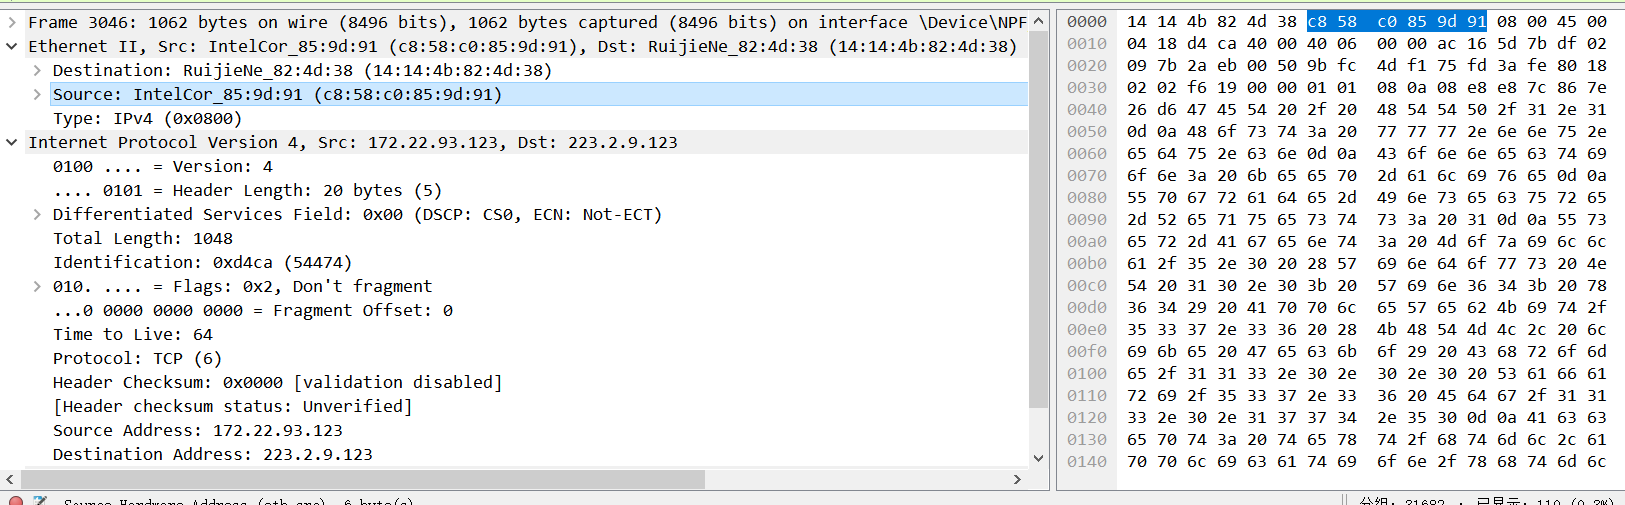 Frame 3046: 1062 bytes on wire (8496 bits), 1062 bytes captured (8496 bits) on interface \Device\NPF
Ethernet II, Src: IntelCor_85:9d:91 (c8:58:c0:85:9d:91), Dst: RuijieNe_82:4d:38 (14:14:4b:82:4d:38)
Destination: RuijieNe_82:4d:38 (14:14:4b:82:4d:38)
Source: IntelCor_85:9d:91 (c8:58:c0:85:9d:91)
Type: IPv4 (0x0800)
Internet Protocol Version 4, Src: 172.22.93.123, Dst: 223.2.9.123
0100 .... = Version: 4
.... 0101 = Header Length: 20 bytes (5)
Differentiated Services Field: 0x00 (DSCP: CS0, ECN: Not-ECT)
Total Length: 1048
Identification: 0xd4ca (54474)
010. .... = Flags: 0x2, Don't fragment
...0 0000 0000 0000 = Fragment Offset: 0
Time to Live: 64
Protocol: TCP (6)
Header Checksum: 0x0000 [validation disabled]
[Header checksum status: Unverified]
Source Address: 172.22.93.123
Destination Address: 223.2.9.123
0000 14 14 4b 82 4d 38 c8 58 c0 85 9d 91 08 00 45 00
0010 04 18 d4 ca 40 00 40 06 00 00 ac 16 5d 7b df 02
0020 09 7b 2a eb 00 50 9b fc 4d f1 75 fd 3a fe 80 18
0030 02 02 f6 19 00 00 01 01 08 0a 08 e8 e8 7c 86 7e
0040 26 d6 47 45 54 20 2f 20 48 54 54 50 2f 31 2e 31
0050 0d 0a 48 6f 73 74 3a 20 77 77 77 2e 6e 6e 75 2e
0060 65 64 75 2e 63 6e 0d 0a 43 6f 6e 6e 65 63 74 69
0070 6f 6e 3a 20 6b 65 65 70 2d 61 6c 69 76 65 0d 0a
0080 55 70 67 72 61 64 65 2d 49 6e 73 65 63 75 72 65
0090 2d 52 65 71 75 65 73 74 73 3a 20 31 0d 0a 55 73
00a0 65 72 2d 41 67 65 6e 74 3a 20 4d 6f 7a 69 6c 6c
00b0 61 2f 35 2e 30 20 28 57 69 6e 64 6f 77 73 20 4e
00c0 54 20 31 30 2e 30 3b 20 57 69 6e 36 34 3b 20 78
00d0 36 34 29 20 41 70 70 6c 65 57 65 62 4b 69 74 2f
00e0 35 33 37 2e 33 36 20 28 4b 48 54 4d 4c 2c 20 6c
00f0 69 6b 65 20 47 65 63 6b 6f 29 20 43 68 72 6f 6d
0100 65 2f 31 31 33 2e 30 2e 30 2e 30 20 53 61 66 61
0110 72 69 2f 35 33 37 2e 33 36 20 45 64 67 2f 31 31
0120 33 2e 30 2e 31 37 37 34 2e 35 30 0d 0a 41 63 63
0130 65 70 74 3a 20 74 65 78 74 2f 68 74 6d 6c 2c 61
0140 70 70 6c 69 63 61 74 69 6f 6e 2f 78 68 74 6d 6c
Source Hardware Address (eth.src), 6 byte(s)
分组: 31682 · 已显示: 110 (0.3%)